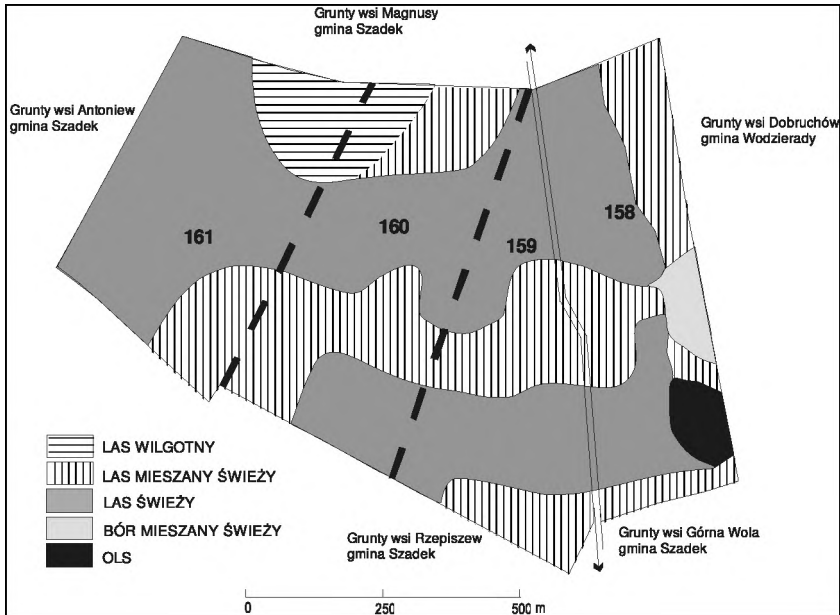 Grunty wsi Magnusy
gmina Szadek
Grunty wsi Antoniew
gmina Szadek
Grunty wsi Dobruchów
gmina Wodzierady
161
160
159
158
LAS WILGOTNY
LAS MIESZANY ŚWIEŻY
LAS ŚWIEŻY
BÓR MIESZANY ŚWIEŻY
OLS
Grunty wsi Rzepiszew
gmina Szadek
Grunty wsi Górna Wola
gmina Szadek
0 250 500 m